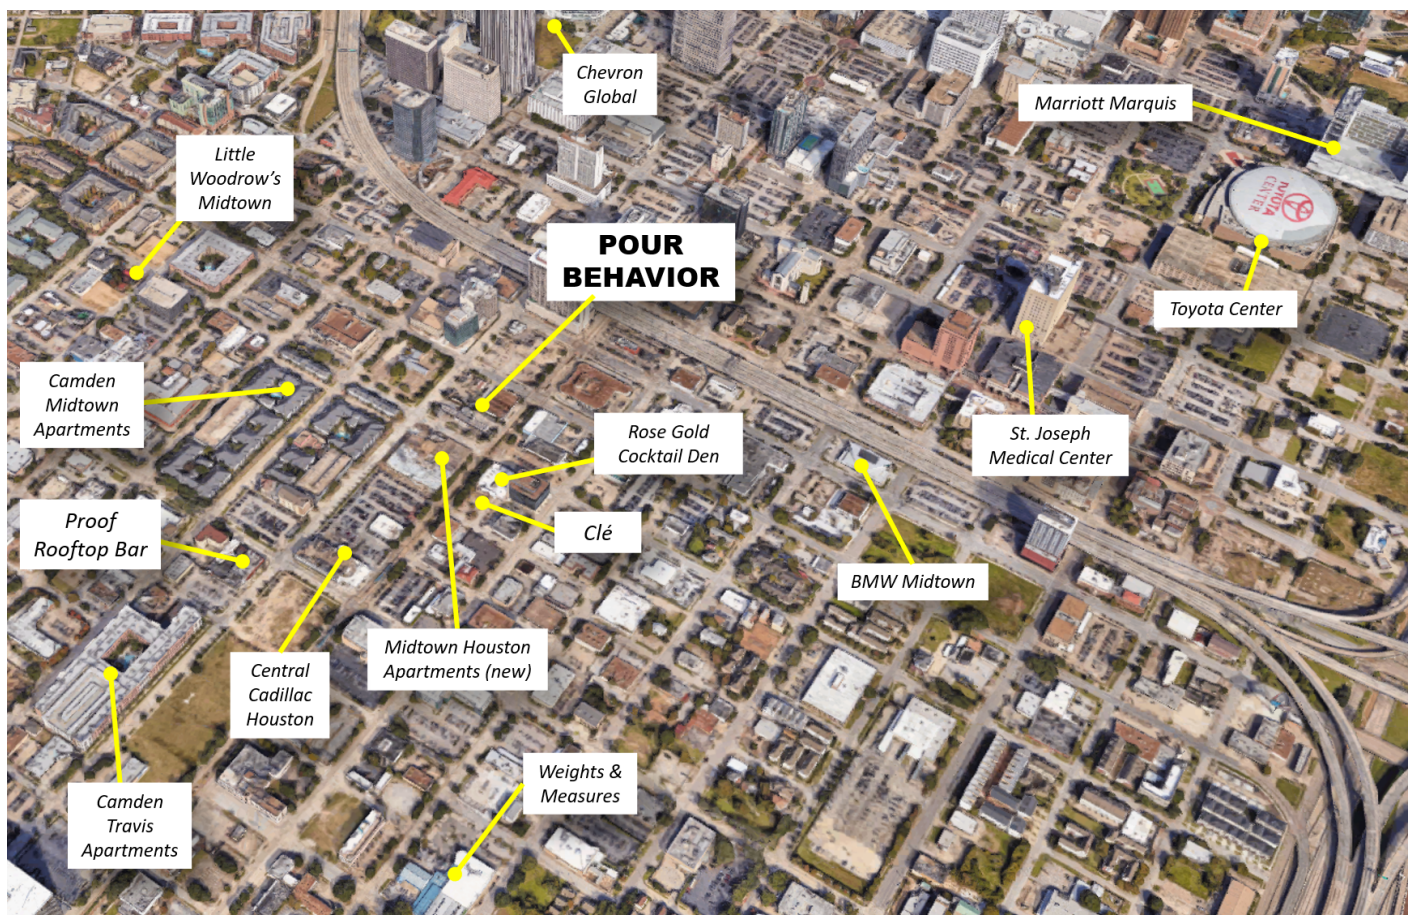 Chevron
Global
Marriott Marquis
Little
Woodrow's
Midtown
TOYOTA
CENTER
POUR
BEHAVIOR
Toyota Center
Camden
Midtown
Apartments
Rose Gold
Cocktail Den
St. Joseph
Medical Center
Proof
Rooftop Bar
Clé
BMW Midtown
Midtown Houston
Apartments (new)
Central
Cadillac
Houston
Weights &
Measures
Camden
Travis
Apartments